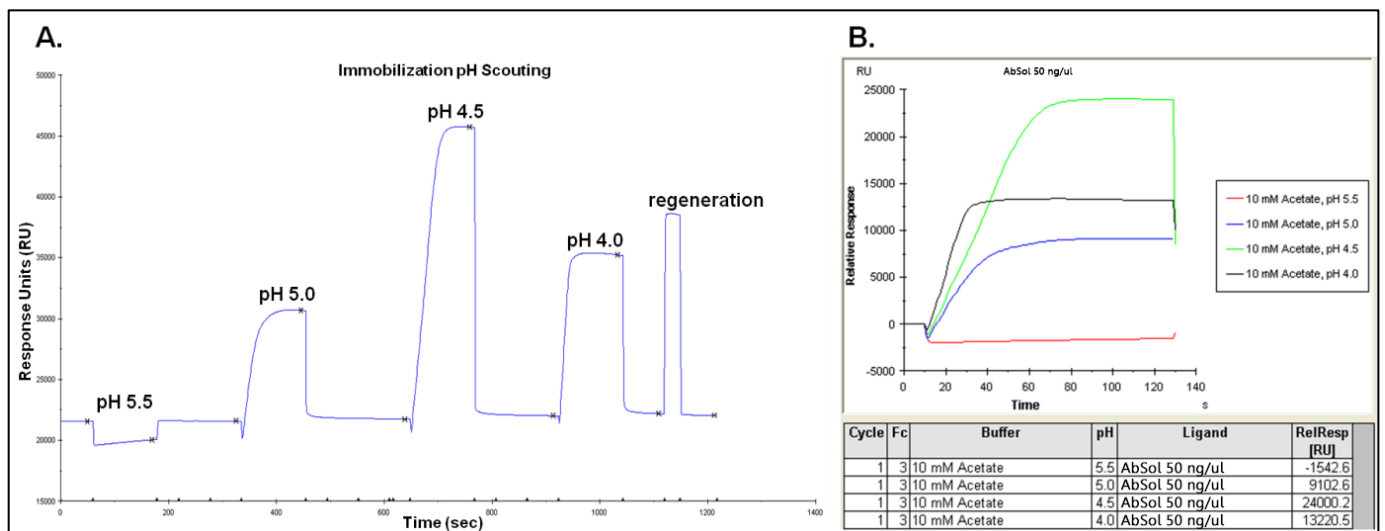 A.
Immobilization pH Scouting
50000
45000
40000
35000
30000
25000
20000
15000
Response Units (RU)
pH 5.5
pH 5.0
pH 4.5
pH 4.0
regeneration
0
200
400
600
800
1000
1200
1400
Time (sec)
B.
RU
AbSol 50 ng/ul
25000
20000
15000
10000
5000
0
-5000
Relative Response
0
20
40
60
80
100
120
140
Time
s
10 mM Acetate, pH 5.5
10 mM Acetate, pH 5.0
10 mM Acetate, pH 4.5
10 mM Acetate, pH 4.0
Cycle Fc Buffer pH Ligand RelResp [RU]
1 3 10 mM Acetate 5.5 AbSol 50 ng/ul -1542.6
1 3 10 mM Acetate 5.0 AbSol 50 ng/ul 9102.6
1 3 10 mM Acetate 4.5 AbSol 50 ng/ul 24000.2
1 3 10 mM Acetate 4.0 AbSol 50 ng/ul 13220.5